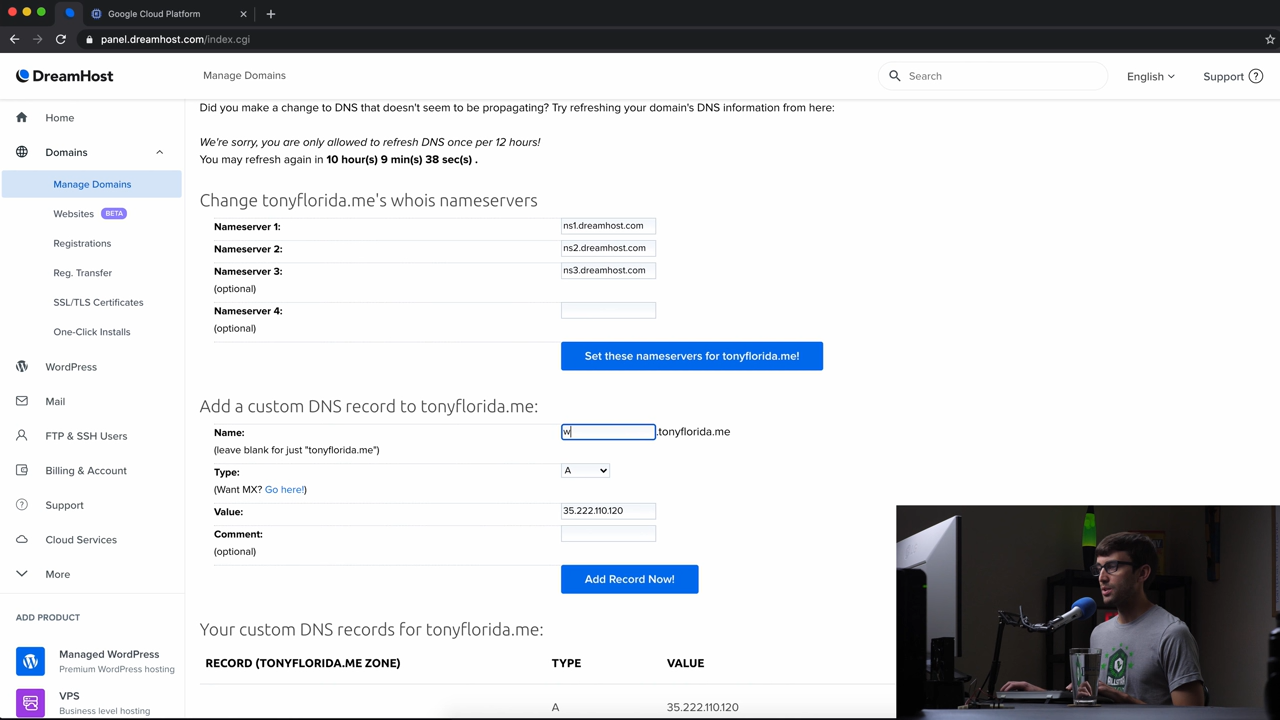 Google Cloud Platform
panel.dreamhost.com/index.cgi
DreamHost
Manage Domains
Search
English
Support
Home
Domains
Manage Domains
Websites BETA
Registrations
Reg. Transfer
SSL/TLS Certificates
One-Click Installs
WordPress
Mail
FTP & SSH Users
Billing & Account
Support
Cloud Services
More
ADD PRODUCT
Managed WordPress
Premium WordPress hosting
VPS
Business level hosting
Did you make a change to DNS that doesn't seem to be propagating? Try refreshing your domain's DNS information from here:
We're sorry, you are only allowed to refresh DNS once per 12 hours!
You may refresh again in 10 hour(s) 9 min(s) 38 sec(s) .
Change tonyflorida.me's whois nameservers
Nameserver 1: ns1.dreamhost.com
Nameserver 2: ns2.dreamhost.com
Nameserver 3: ns3.dreamhost.com
(optional)
Nameserver 4:
(optional)
Set these nameservers for tonyflorida.me!
Add a custom DNS record to tonyflorida.me:
Name: w .tonyflorida.me
(leave blank for just "tonyflorida.me")
Type: A
(Want MX? Go here!)
Value: 35.222.110.120
Comment:
(optional)
Add Record Now!
Your custom DNS records for tonyflorida.me:
RECORD (TONYFLORIDA.ME ZONE) TYPE VALUE
A 35.222.110.120